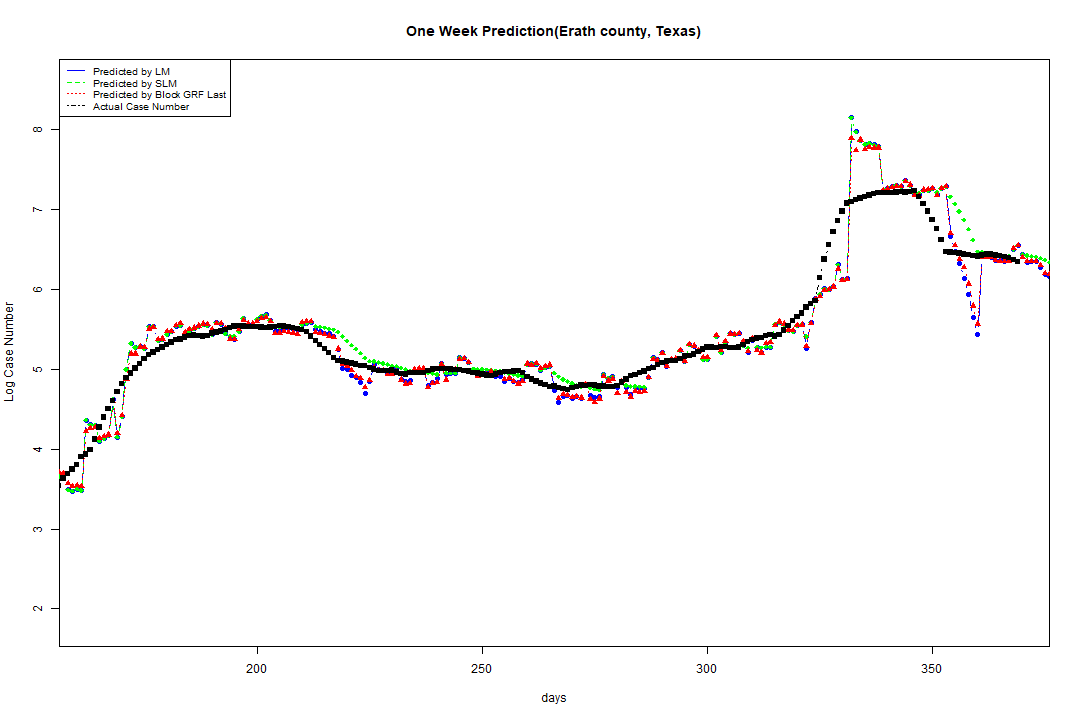 One Week Prediction(Erath county, Texas)
Predicted by LM
Predicted by SLM
Predicted by Block GRF Last
Actual Case Number
8
7
6
5
4
3
2
Log Case Number
200 250 300 350
days